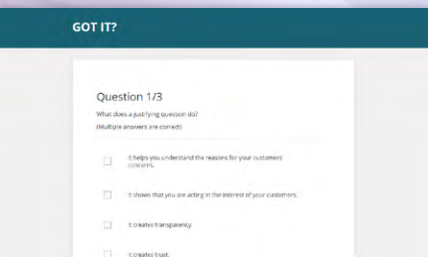 GOT IT?
Question 1/3
What does a justifying question do?
(Multiple answers are correct)
It helps you understand the reasons for your customers'
concerns.
It shows that you are acting in the interest of your customers.
It creates transparency.
It creates trust.